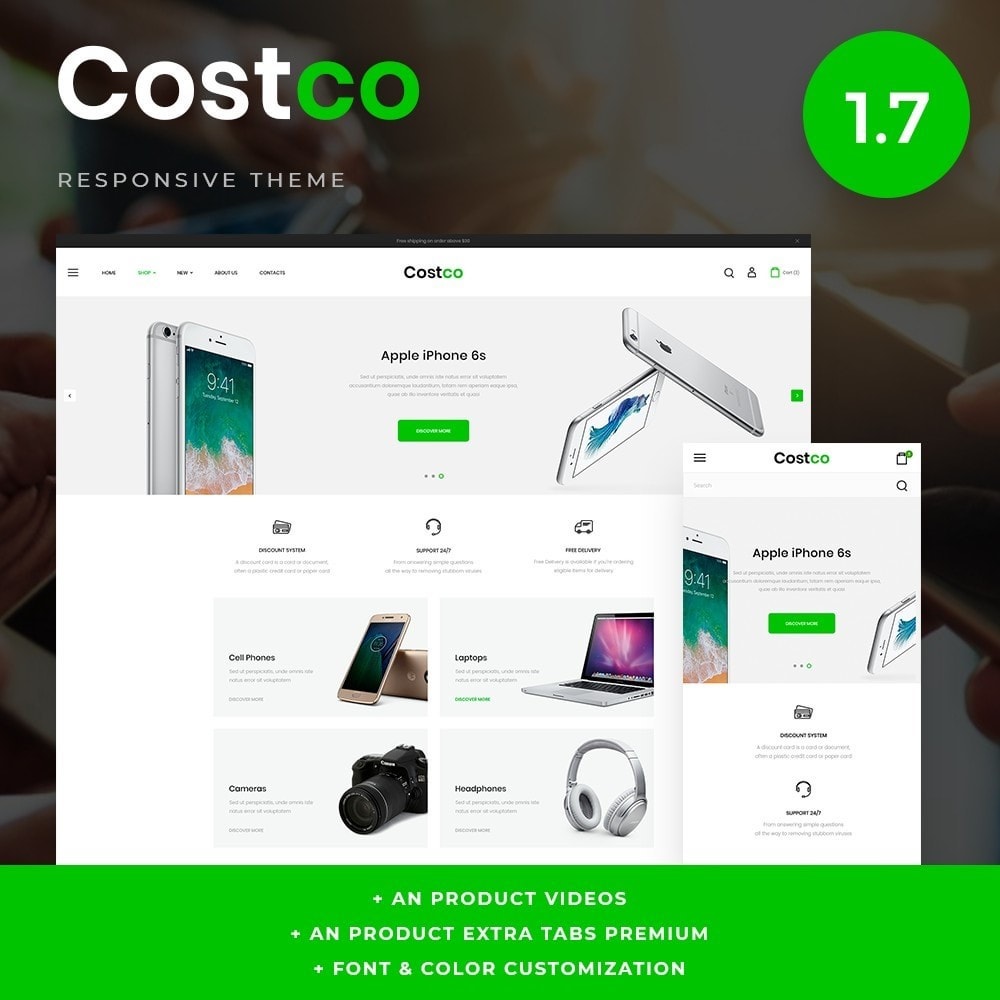 Costco
1.7
RESPONSIVE THEME
Free shipping on order above $99
HOME
SHOP
NEW
ABOUT US
CONTACTS
Costco
Cart (2)
9:41
Tuesday, September 12
Apple iPhone 6s
Sed ut perspiciatis, unde omnis iste natus error sit voluptatem
accusantium doloremque laudantium, totam rem aperiam eaque ipsa,
quae ab illo inventore veritatis et quasi
DISCOVER MORE
DISCOUNT SYSTEM
A discount card is a card or document,
often a plastic credit card or paper card.
SUPPORT 24/7
From answering simple questions
all the way to removing stubborn viruses
FREE DELIVERY
Free Delivery is available if you're ordering
eligible items for delivery
Cell Phones
Sed ut perspiciatis, unde omnis iste
natus error sit voluptatem
DISCOVER MORE
Laptops
Sed ut perspiciatis, unde omnis iste
natus error sit voluptatem
DISCOVER MORE
Cameras
Sed ut perspiciatis, unde omnis iste
natus error sit voluptatem
DISCOVER MORE
Headphones
Sed ut perspiciatis, unde omnis iste
natus error sit voluptatem
DISCOVER MORE
Costco
Search
9:41
Apple iPhone 6s
Sed ut perspiciatis, unde omnis iste natus error sit voluptatem
accusantium doloremque laudantium, totam rem aperiam eaque ipsa,
quae ab illo inventore veritatis et quasi
DISCOVER MORE
DISCOUNT SYSTEM
A discount card is a card or document,
often a plastic credit card or paper card.
SUPPORT 24/7
From answering simple questions
all the way to removing stubborn viruses
+ AN PRODUCT VIDEOS
+ AN PRODUCT EXTRA TABS PREMIUM
+ FONT & COLOR CUSTOMIZATION